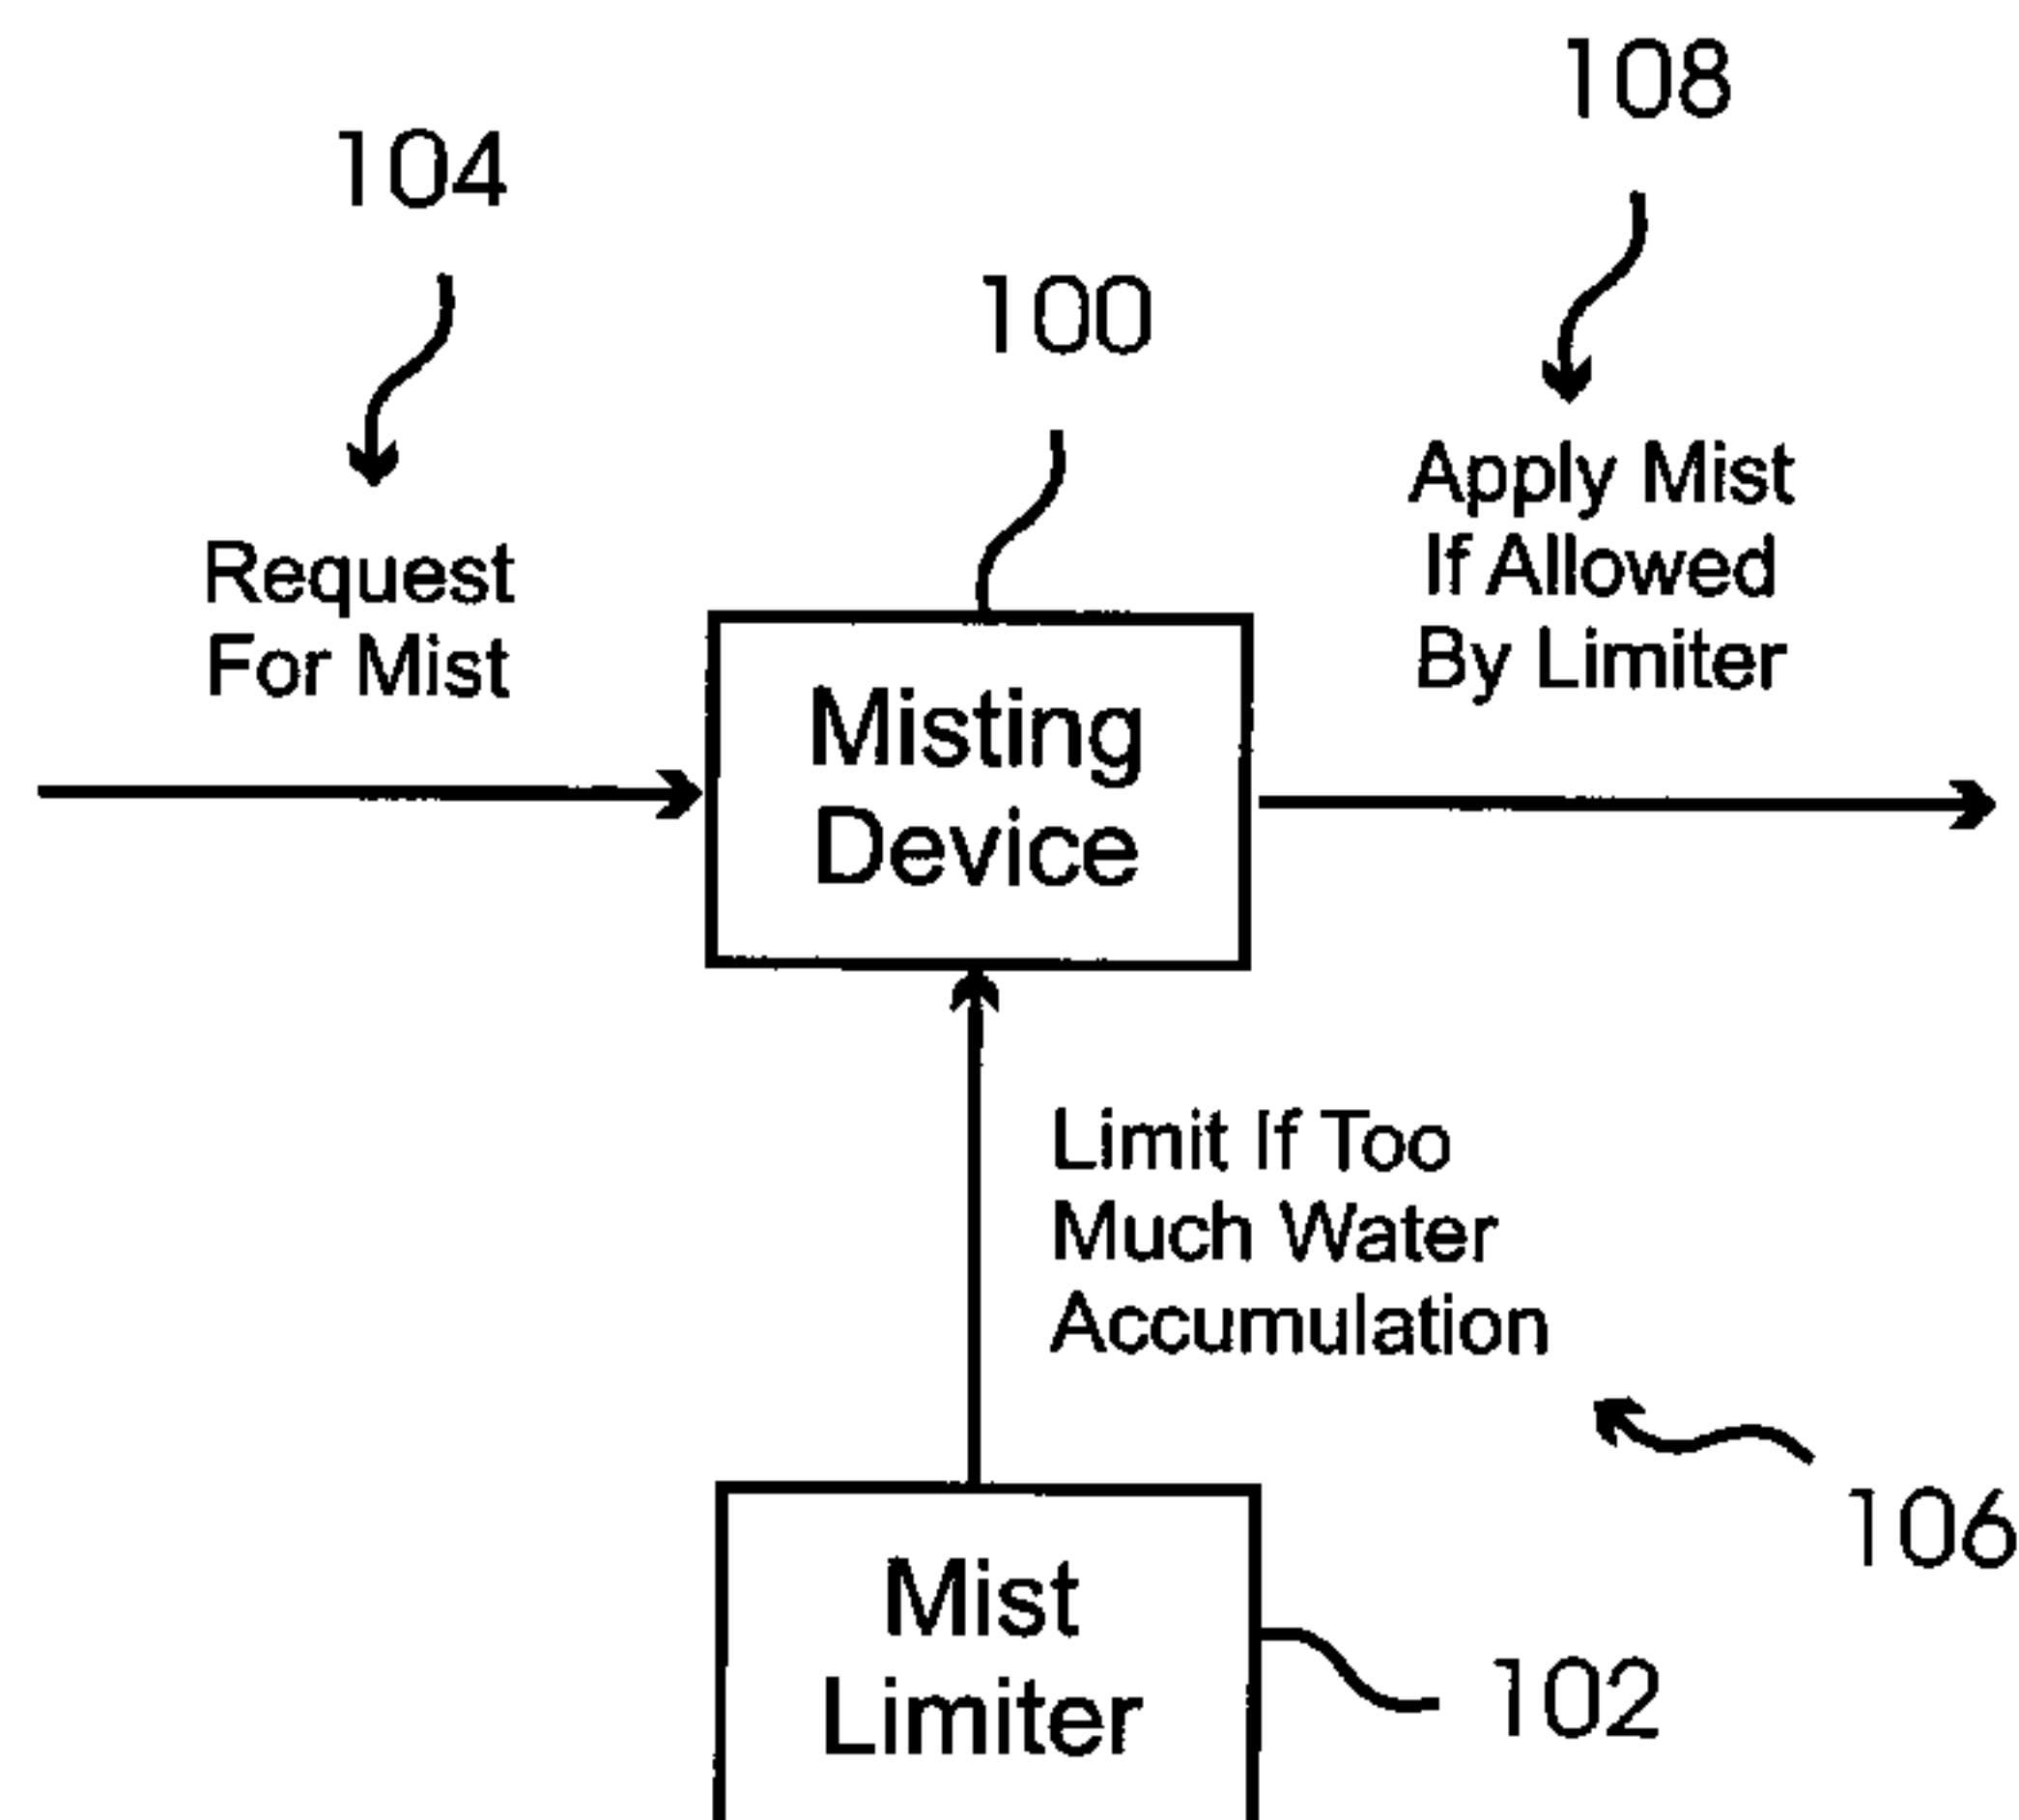 108
104
100
Apply Mist
If Allowed
By Limiter
Request
For Mist
Misting
Device
Limit If Too
Much Water
Accumulation
106
Mist
Limiter
102